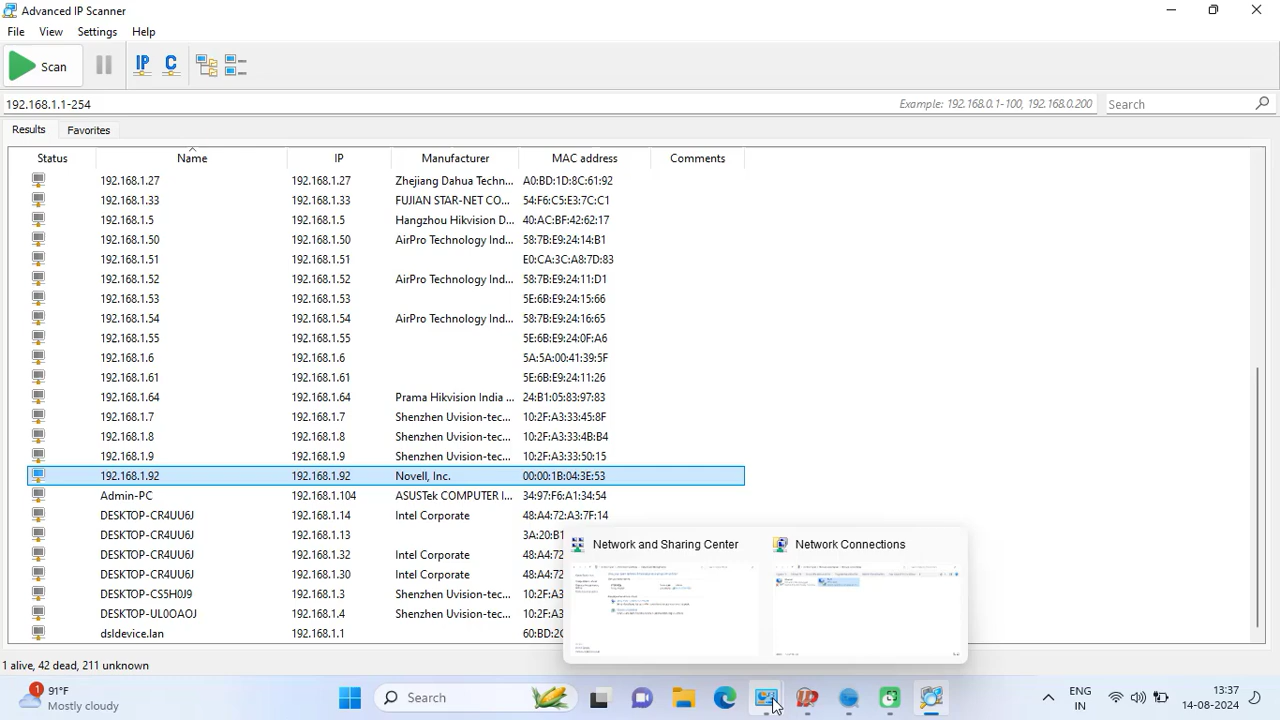 Advanced IP Scanner
File View Settings Help
Scan IP C
192.168.1.1-254 Example: 192.168.0.1-100, 192.168.0.200 Search
Results Favorites
Status Name IP Manufacturer MAC address Comments
192.168.1.27 192.168.1.27 Zhejiang Dahua Techn... A0:BD:1D:8C:61:92
192.168.1.33 192.168.1.33 FUJIAN STAR-NET CO... 54:F6:C5:E3:7C:C1
192.168.1.5 192.168.1.5 Hangzhou Hikvision D... 40:AC:BF:42:62:17
192.168.1.50 192.168.1.50 AirPro Technology Ind... 58:7B:E9:24:14:B1
192.168.1.51 192.168.1.51 E0:CA:3C:A8:7D:83
192.168.1.52 192.168.1.52 AirPro Technology Ind... 58:7B:E9:24:11:D1
192.168.1.53 192.168.1.53 5E:6B:E9:24:15:66
192.168.1.54 192.168.1.54 AirPro Technology Ind... 58:7B:E9:24:16:65
192.168.1.55 192.168.1.55 5E:6B:E9:24:0F:A6
192.168.1.6 192.168.1.6 5A:5A:00:41:39:5F
192.168.1.61 192.168.1.61 5E:6B:E9:24:11:26
192.168.1.64 192.168.1.64 Prama Hikvision India ... 24:B1:05:83:97:83
192.168.1.7 192.168.1.7 Shenzhen Uvision-tec... 10:2F:A3:33:45:8F
192.168.1.8 192.168.1.8 Shenzhen Uvision-tec... 10:2F:A3:33:4B:B4
192.168.1.9 192.168.1.9 Shenzhen Uvision-tec... 10:2F:A3:33:50:15
192.168.1.92 192.168.1.92 Novell, Inc. 00:00:1B:04:3E:53
Admin-PC 192.168.1.104 ASUSTek COMPUTER I... 34:97:F6:A1:34:54
DESKTOP-CR4UU6J 192.168.1.14 Intel Corporate 48:A4:72:A3:7F:14
DESKTOP-CR4UU6J 192.168.1.13 3A:20:B1
DESKTOP-CR4UU6J 192.168.1.32 Intel Corporate 48:A4:72
DESKTOP-CR4UU6J 192.168.1.30 Intel Corporate 48:A4:72
192.168.1.3 Shenzhen Uvision-tec... 10:2F:A3
192.168.1.4 Shenzhen Uvision-tec... 10:2F:A3
dsldevice.lan 192.168.1.1 60:BD:2C
Network and Sharing Center Network Connections
1 alive, 42 dead, 211 unknown
1 91°F
Mostly cloudy
Search
ENG
IN
13:37
14-08-2024